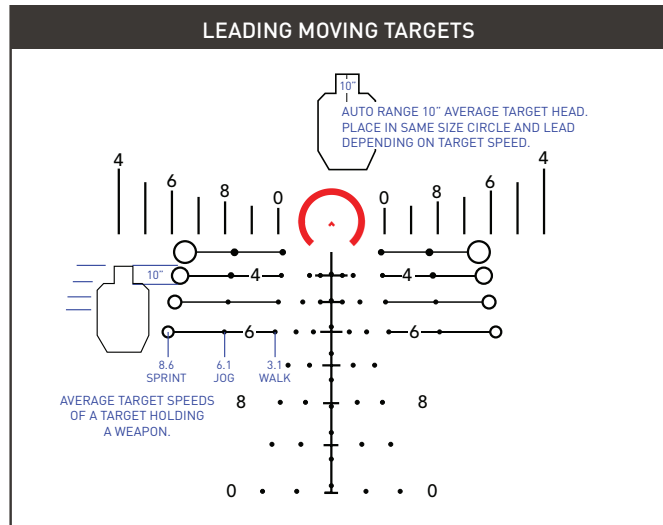 LEADING MOVING TARGETS
10"
AUTO RANGE 10" AVERAGE TARGET HEAD.
PLACE IN SAME SIZE CIRCLE AND LEAD
DEPENDING ON TARGET SPEED.
4 6 8 0 0 8 6 4
10" 4 4
6 6
8.6 6.1 3.1
SPRINT JOG WALK
AVERAGE TARGET SPEEDS
OF A TARGET HOLDING
A WEAPON.
8 8
0 0